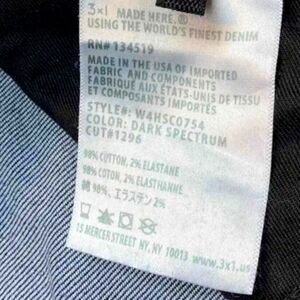 3x1 MADE HERE.®
USING THE WORLD'S FINEST DENIM
RN# 134519
MADE IN THE USA OF IMPORTED
FABRIC AND COMPONENTS
FABRIQUÉ AUX ÉTATS-UNIS DE TISSU
ET COMPOSANTS IMPORTÉS
STYLE#: W4HSC0754
COLOR: DARK SPECTRUM
CUT#1296
98% COTTON, 2% ELASTANE
98% COTON, 2% ELASTHANNE
綿 98%, エラステン 2%
15 MERCER STREET NY, NY 10013 www.3x1.us